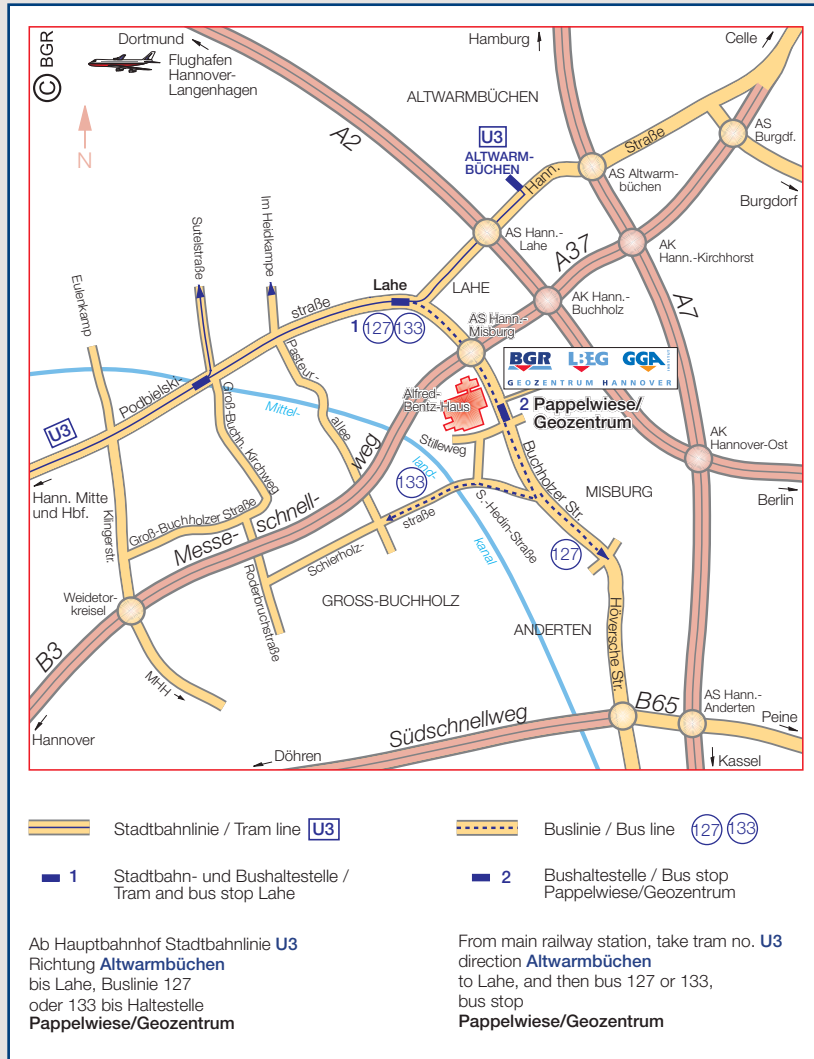 © BGR
Dortmund
Flughafen
Hannover-
Langenhagen
N
Hamburg
Celle
ALTWARMBÜCHEN
A2
U3
ALTWARM-
BÜCHEN
Hann.
Straße
AS
Burgdf.
AS Altwarm-
büchen
Burgdorf
Sutelstraße
Im Heidkampe
Eulenkamp
AS Hann.-
Lahe
A37
AK
Hann.-Kirchhorst
Lahe
LAHE
straße
1 127 133
AK Hann.-
Buchholz
A7
AS Hann.-
Misburg
Pasteur-
allee
BGR LBEG GGA INSTITUT
GEOZENTRUM HANNOVER
Podbielski-
Mittel-
Alfred-
Bentz-Haus
2 Pappelwiese/
Geozentrum
U3
Groß-Buchh. Kirchweg
Stilleweg
weg
land-
AK
Hannover-Ost
Hann. Mitte
und Hbf.
133
Buchholzer Str.
MISBURG
Berlin
Klingerstr.
Groß-Buchholzer Straße
Messe-
schnell-
straße
S.-Hedin-Straße
Schierholz-
kanal
127
Roderbruchstraße
Weidetor-
kreisel
GROSS-BUCHHOLZ
ANDERTEN
Höversche Str.
B3
MHH
AS Hann.-
Anderten
B65
Südschnellweg
Peine
Hannover
Döhren
Kassel
Stadtbahnlinie / Tram line U3
Buslinie / Bus line 127 133
1 Stadtbahn- und Bushaltestelle /
Tram and bus stop Lahe
2 Bushaltestelle / Bus stop
Pappelwiese/Geozentrum
Ab Hauptbahnhof Stadtbahnlinie U3
Richtung Altwarmbüchen
bis Lahe, Buslinie 127
oder 133 bis Haltestelle
Pappelwiese/Geozentrum
From main railway station, take tram no. U3
direction Altwarmbüchen
to Lahe, and then bus 127 or 133,
bus stop
Pappelwiese/Geozentrum